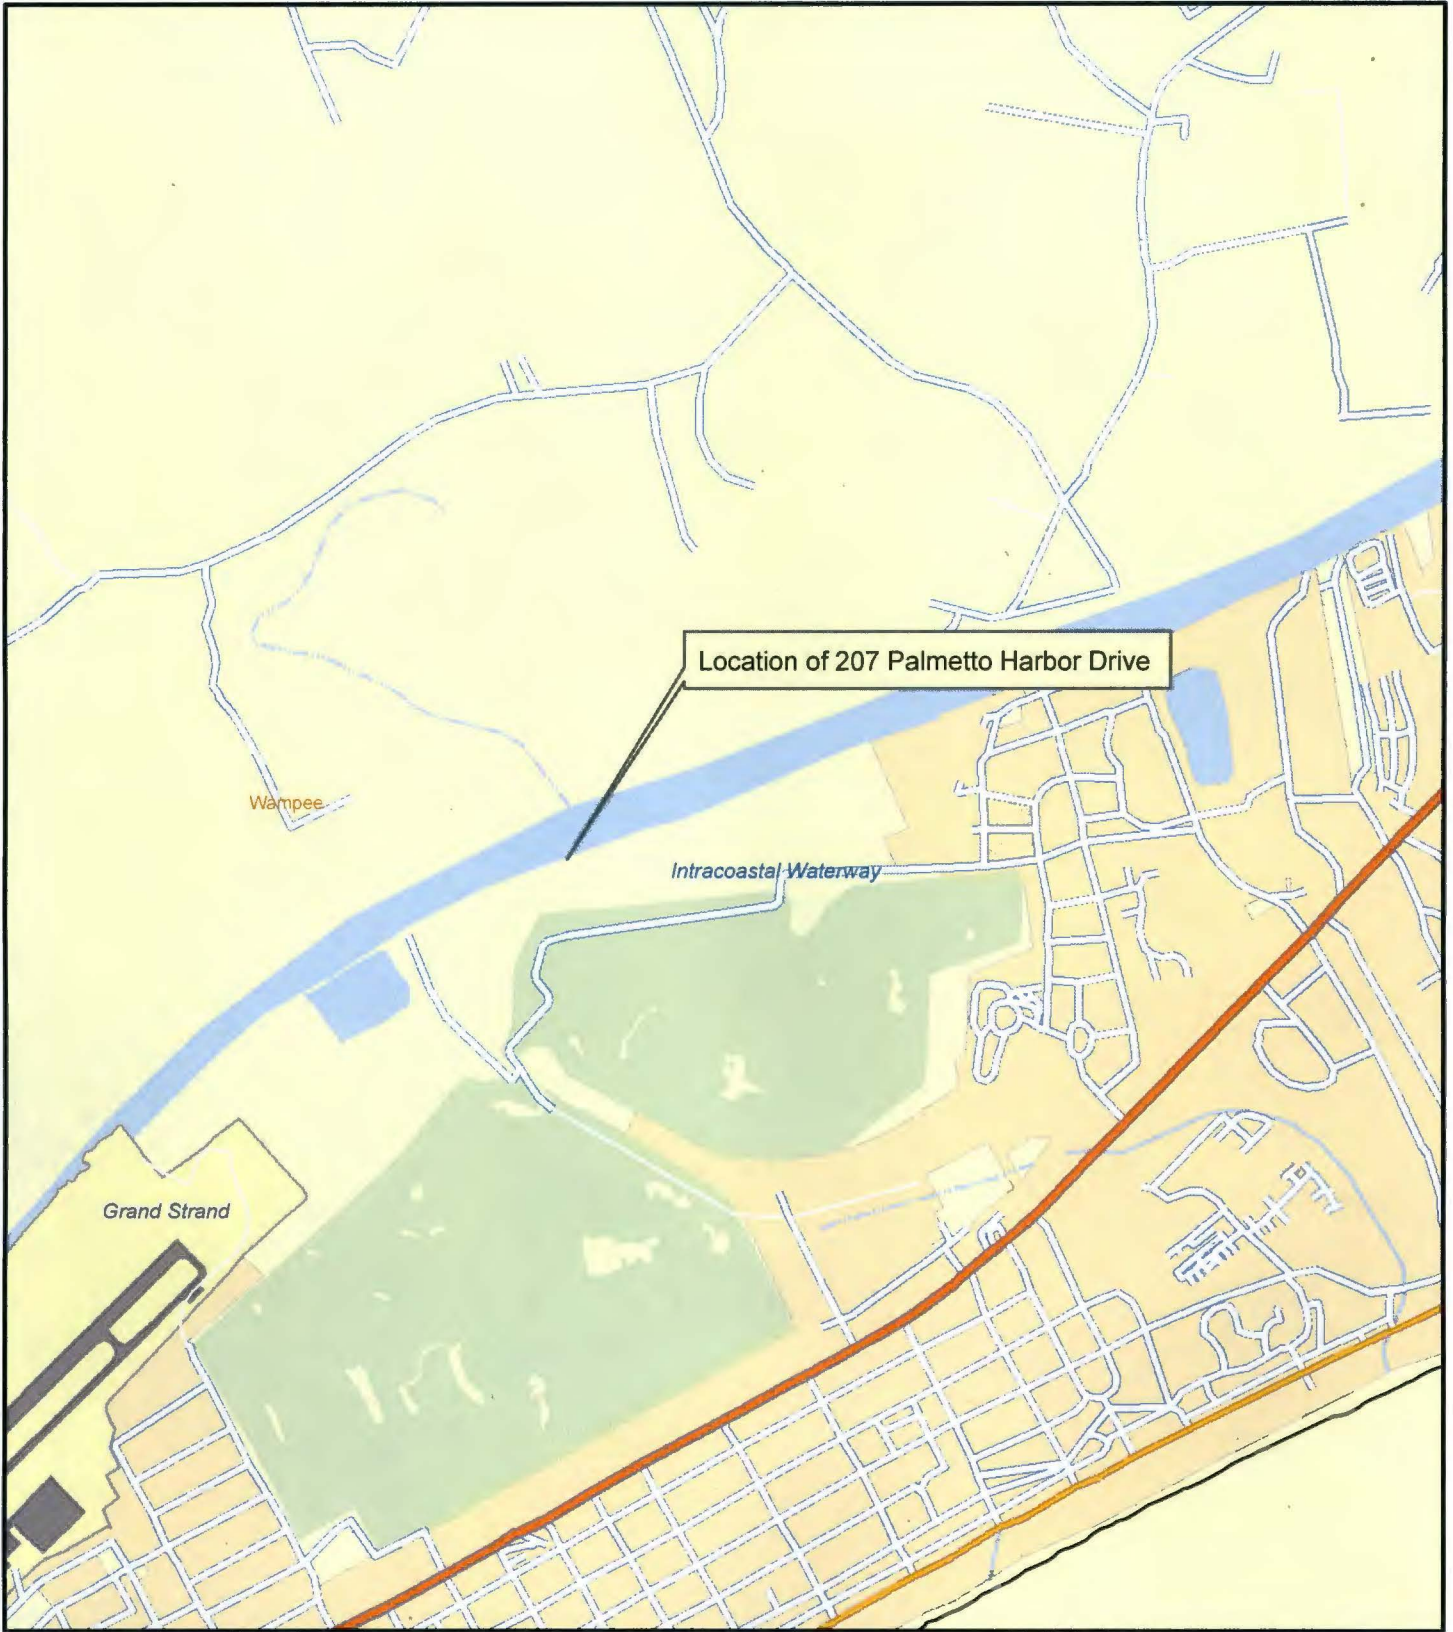 Location of 207 Palmetto Harbor Drive
Wampee
Intracoastal Waterway
Grand Strand